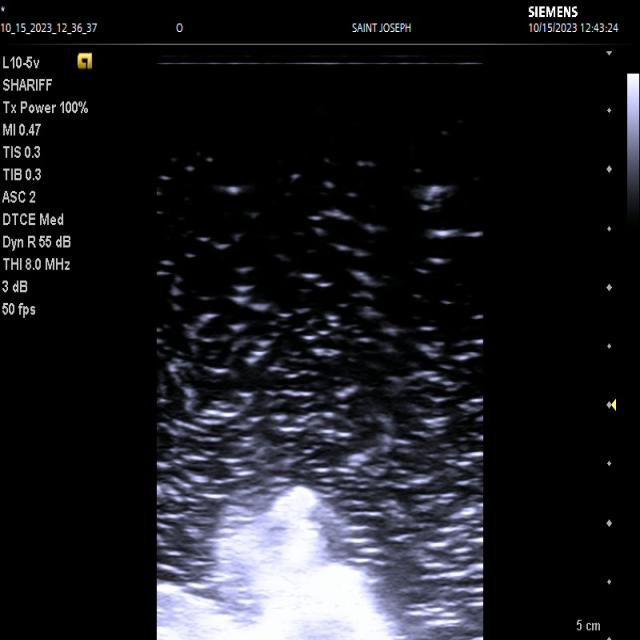 SIEMENS
10_15_2023_12_36_37 O SAINT JOSEPH 10/15/2023 12:43:24
L10-5v
SHARIFF
Tx Power 100%
MI 0.47
TIS 0.3
TIB 0.3
ASC 2
DTCE Med
Dyn R 55 dB
THI 8.0 MHz
3 dB
50 fps
5 cm